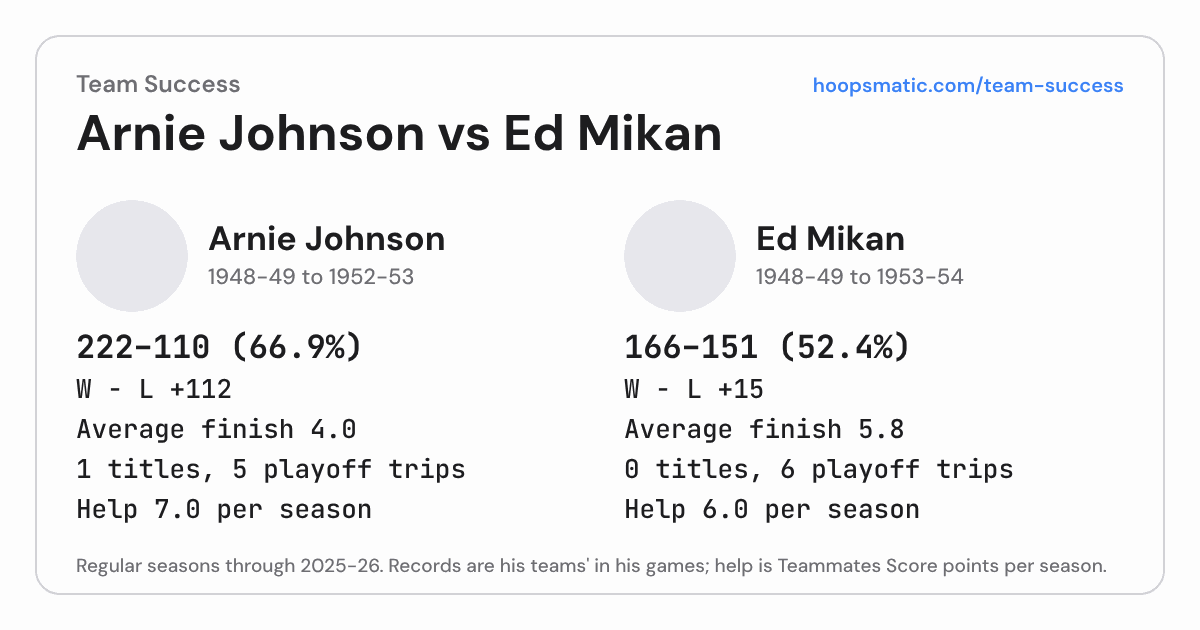 Team Success
hoopsmatic.com/team-success
Arnie Johnson vs Ed Mikan
Arnie Johnson
1948-49 to 1952-53
222-110 (66.9%)
W - L +112
Average finish 4.0
1 titles, 5 playoff trips
Help 7.0 per season
Ed Mikan
1948-49 to 1953-54
166-151 (52.4%)
W - L +15
Average finish 5.8
0 titles, 6 playoff trips
Help 6.0 per season
Regular seasons through 2025-26. Records are his teams' in his games; help is Teammates Score points per season.